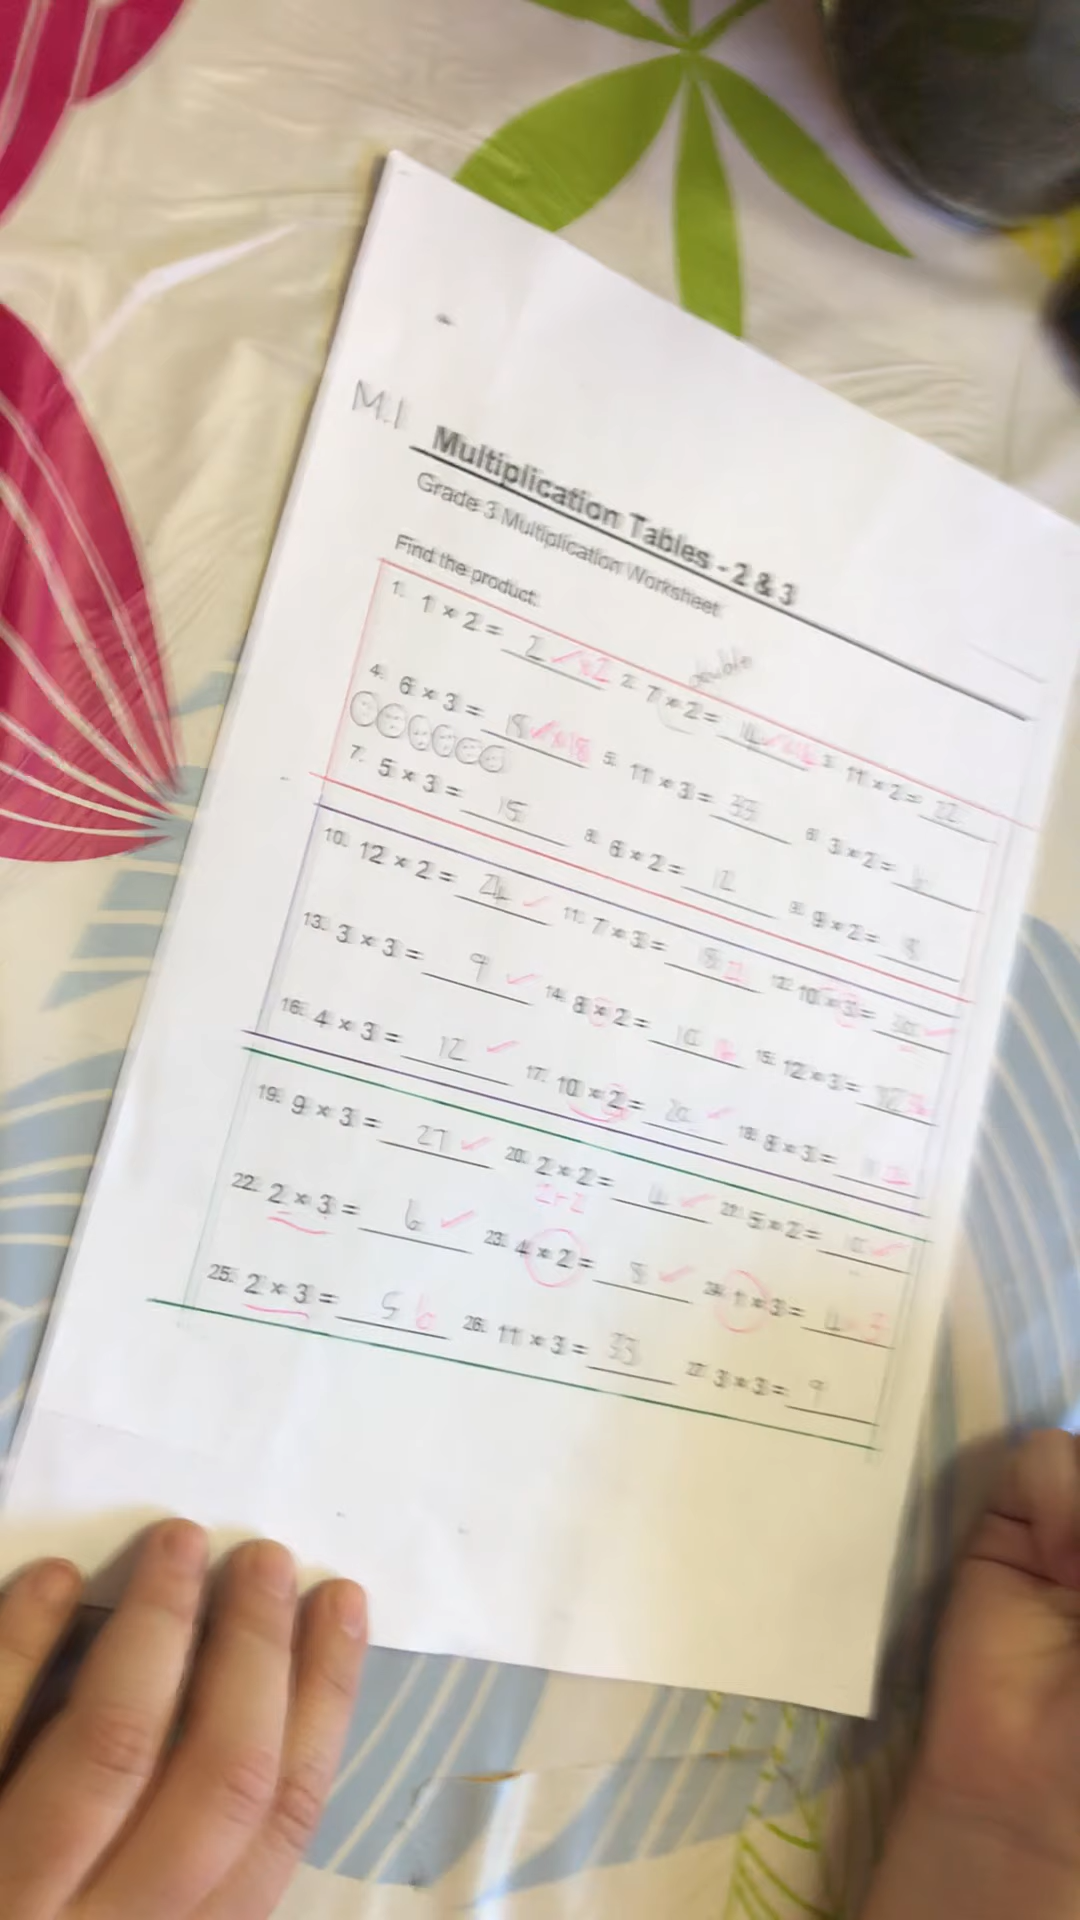 M.1
Multiplication Tables - 2 & 3
Grade 3 Multiplication Worksheet
Find the product.
double
1. 1 × 2 = 2 2. 7 × 2 = 3. 11 × 2 = 22
4. 6 × 3 = 18 5. 11 × 3 = 33 6. 3 × 2 = 6
7. 5 × 3 = 15 8. 6 × 2 = 12 9. 9 × 2 = 8
10. 12 × 2 = 24 11. 7 × 3 = 12. 10 × 3 = 30
13. 3 × 3 = 9 14. 8 × 2 = 10 15. 12 × 3 =
16. 4 × 3 = 12 17. 10 × 2 = 20 18. 8 × 3 =
19. 9 × 3 = 27 20. 2 × 2 = 4 21. 5 × 2 = 10
2+2
22. 2 × 3 = 6 23. 4 × 2 = 8 24. 1 × 3 = 4 3
25. 2 × 3 = 5 6 26. 11 × 3 = 33 27. 3 × 3 = 9